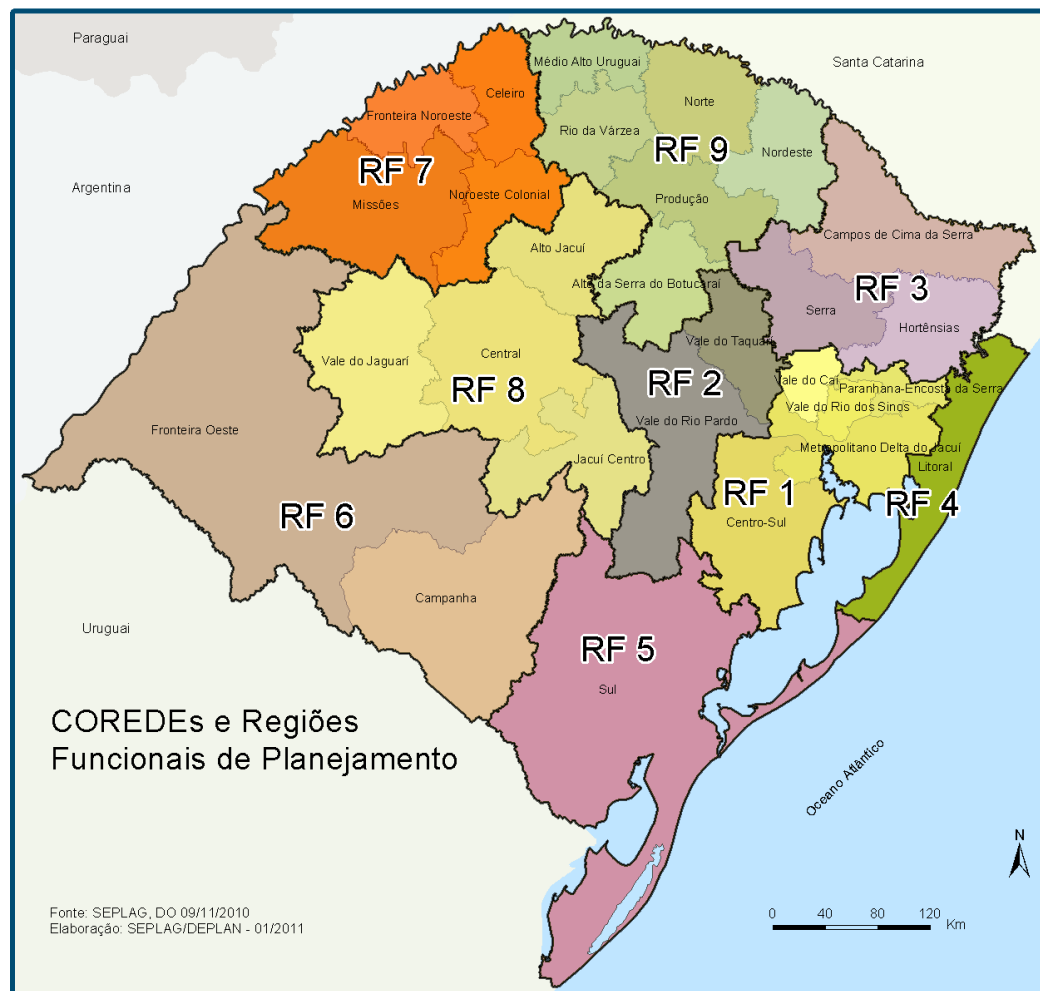 Paraguai
Santa Catarina
Médio Alto Uruguai
Celeiro
Norte
Fronteira Noroeste
Rio da Várzea
RF 9
Nordeste
RF 7
Argentina
Noroeste Colonial
Missões
Produção
Campos de Cima da Serra
Alto Jacuí
Alto da Serra do Botucaraí
RF 3
Serra
Hortênsias
Vale do Taquari
Vale do Jaguarí
Central
Vale do Caí
RF 8
RF 2
Paranhana-Encosta da Serra
Vale do Rio dos Sinos
Vale do Rio Pardo
Fronteira Oeste
Metropolitano Delta do Jacuí
Jacuí Centro
Litoral
RF 1
RF 4
RF 6
Centro-Sul
Campanha
Uruguai
RF 5
Sul
COREDEs e Regiões
Funcionais de Planejamento
Oceano Atlântico
N
Fonte: SEPLAG, DO 09/11/2010
Elaboração: SEPLAG/DEPLAN - 01/2011
0 40 80 120
Km